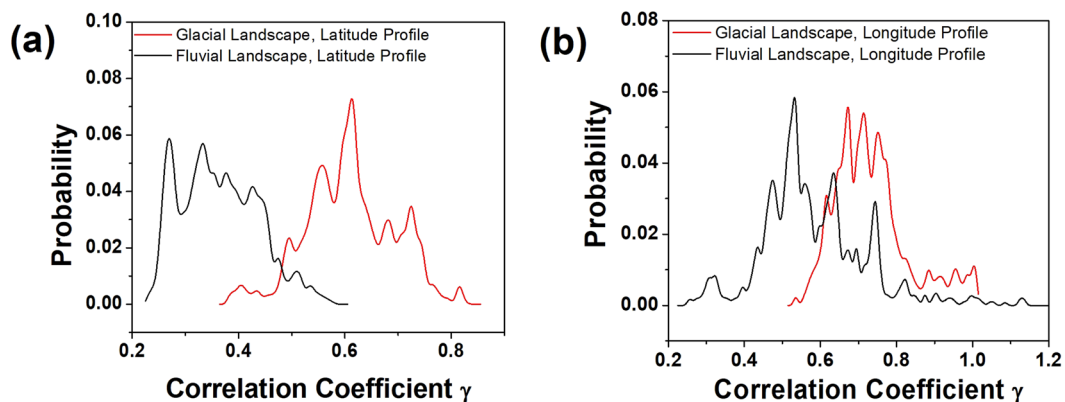 (a)
Glacial Landscape, Latitude Profile
Fluvial Landscape, Latitude Profile
0.10
0.08
0.06
0.04
0.02
0.00
Probability
0.2 0.4 0.6 0.8
Correlation Coefficient γ
(b)
Glacial Landscape, Longitude Profile
Fluvial Landscape, Longitude Profile
0.08
0.06
0.04
0.02
0.00
Probability
0.2 0.4 0.6 0.8 1.0 1.2
Correlation Coefficient γ